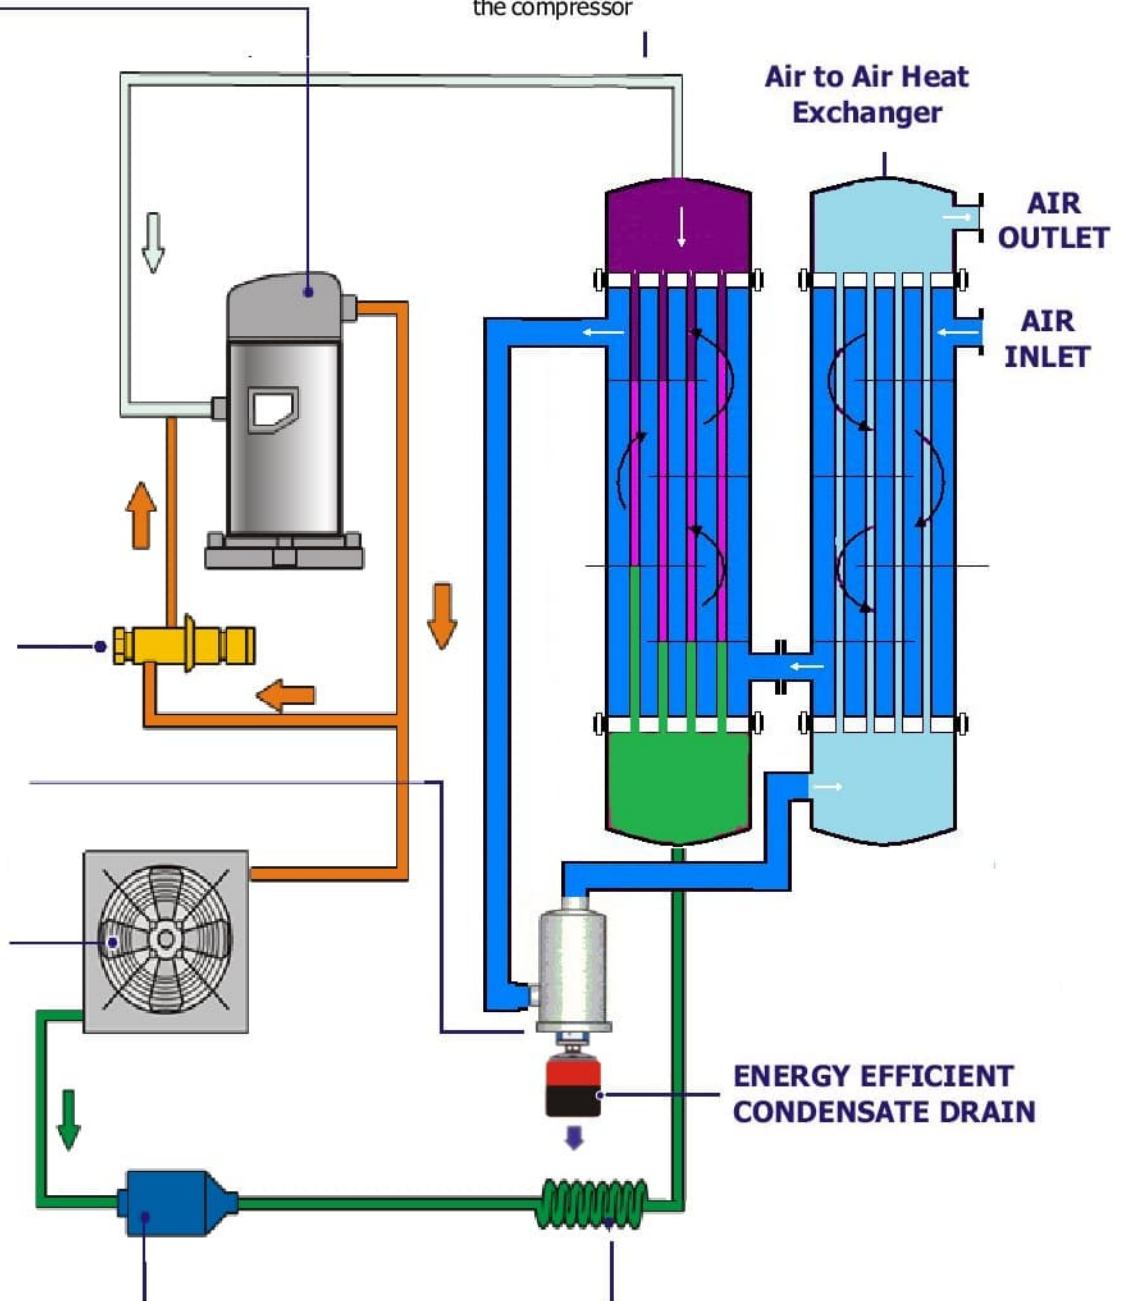 the compressor
Air to Air Heat
Exchanger
AIR
OUTLET
AIR
INLET
ENERGY EFFICIENT
CONDENSATE DRAIN